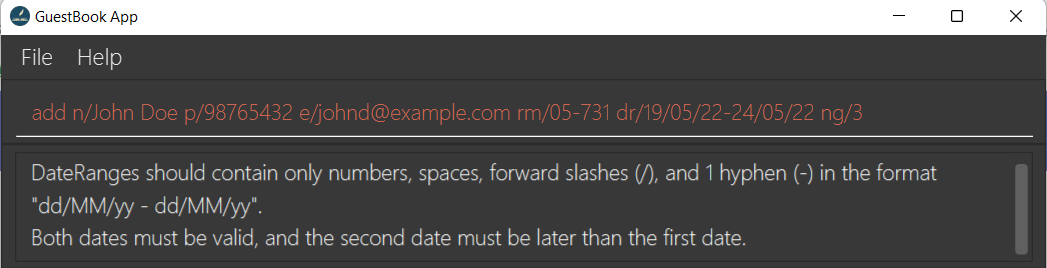 GuestBook App
File Help
add n/John Doe p/98765432 e/johnd@example.com rm/05-731 dr/19/05/22-24/05/22 ng/3
DateRanges should contain only numbers, spaces, forward slashes (/), and 1 hyphen (-) in the format
"dd/MM/yy - dd/MM/yy".
Both dates must be valid, and the second date must be later than the first date.